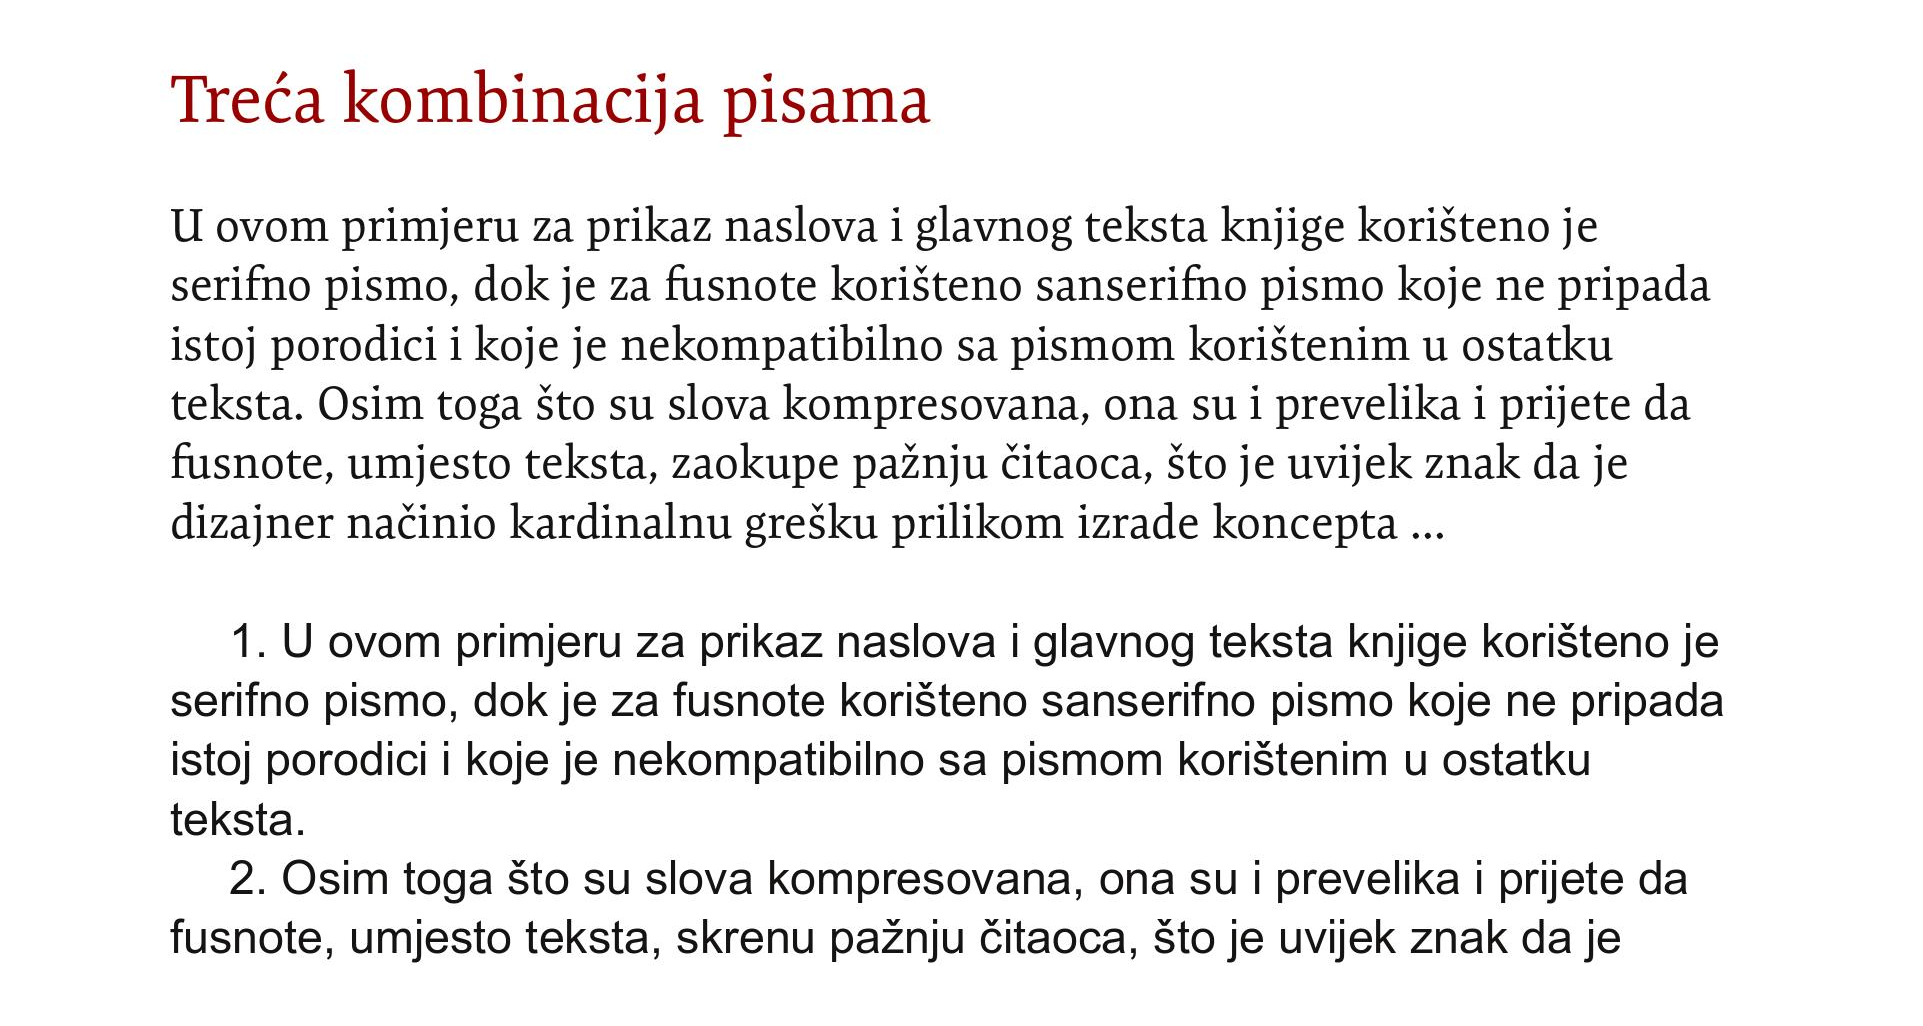 Treća kombinacija pisama
U ovom primjeru za prikaz naslova i glavnog teksta knjige korišteno je
serifno pismo, dok je za fusnote korišteno sanserifno pismo koje ne pripada
istoj porodici i koje je nekompatibilno sa pismom korištenim u ostatku
teksta. Osim toga što su slova kompresovana, ona su i prevelika i prijete da
fusnote, umjesto teksta, zaokupe pažnju čitaoca, što je uvijek znak da je
dizajner načinio kardinalnu grešku prilikom izrade koncepta ...
1. U ovom primjeru za prikaz naslova i glavnog teksta knjige korišteno je
serifno pismo, dok je za fusnote korišteno sanserifno pismo koje ne pripada
istoj porodici i koje je nekompatibilno sa pismom korištenim u ostatku
teksta.
2. Osim toga što su slova kompresovana, ona su i prevelika i prijete da
fusnote, umjesto teksta, skrenu pažnju čitaoca, što je uvijek znak da je